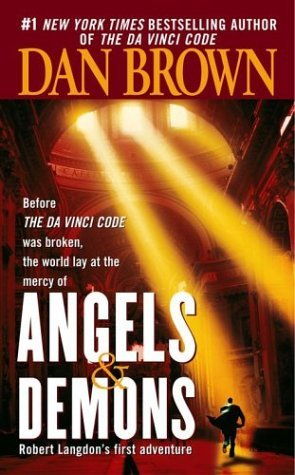 #1 NEW YORK TIMES BESTSELLING AUTHOR
OF THE DA VINCI CODE
DAN BROWN
Before
THE DA VINCI CODE
was broken,
the world lay at the
mercy of
ANGELS
&
DEMONS
Robert Langdon's first adventure